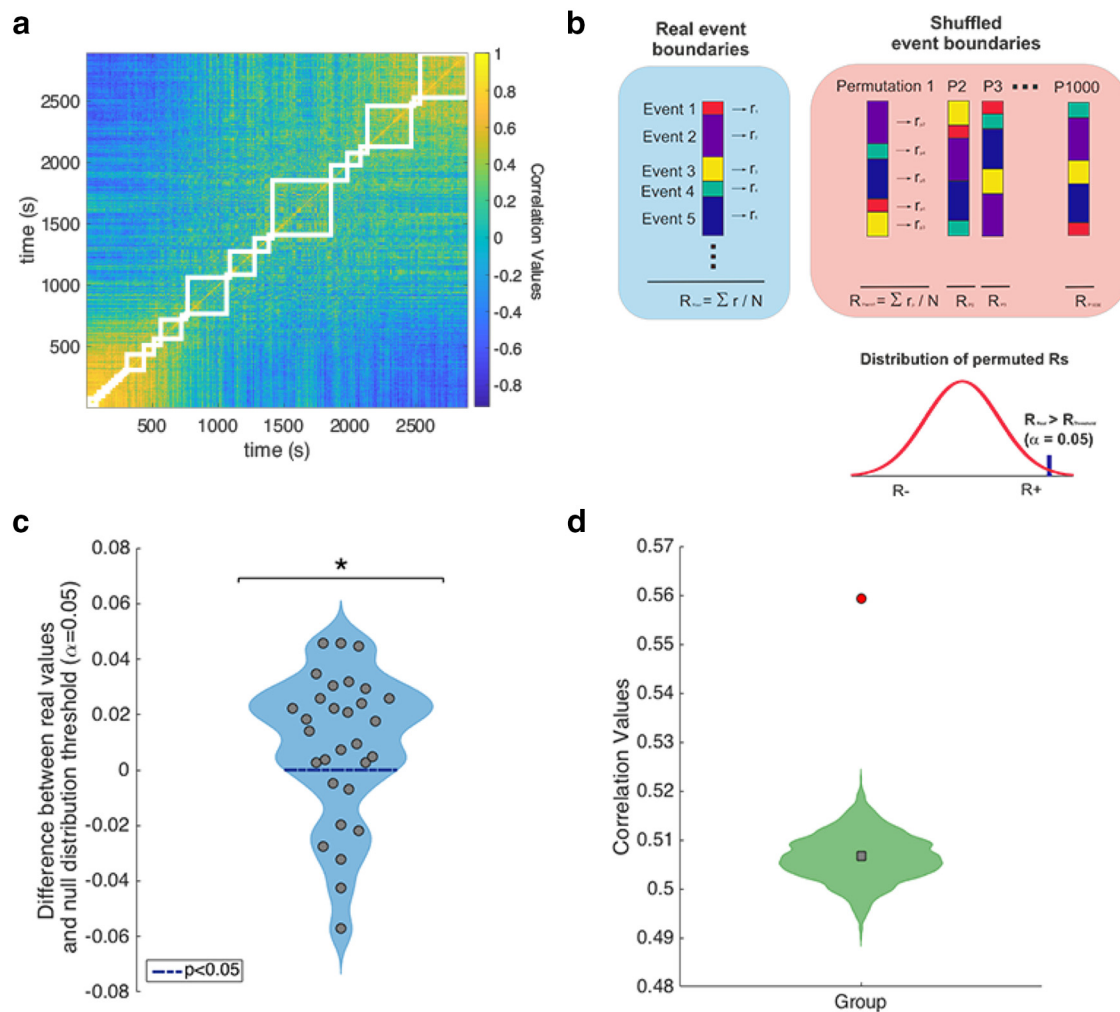 a
1
0.8
0.6
0.4
0.2
0
-0.2
-0.4
-0.6
-0.8
Correlation Values
2500
2000
1500
1000
500
time (s)
500 1000 1500 2000 2500
time (s)
b
Real event
boundaries
Event 1
Event 2
Event 3
Event 4
Event 5
= ∑ r / N
Shuffled
event boundaries
Permutation 1 P2 P3 P1000
= ∑ r / N
Distribution of permuted Rs
R > R
(α = 0.05)
R- R+
c
0.08
0.06
0.04
0.02
0
-0.02
-0.04
-0.06
-0.08
Difference between real values
and null distribution threshold (α=0.05)
*
p<0.05
d
0.57
0.56
0.55
0.54
0.53
0.52
0.51
0.5
0.49
0.48
Correlation Values
Group